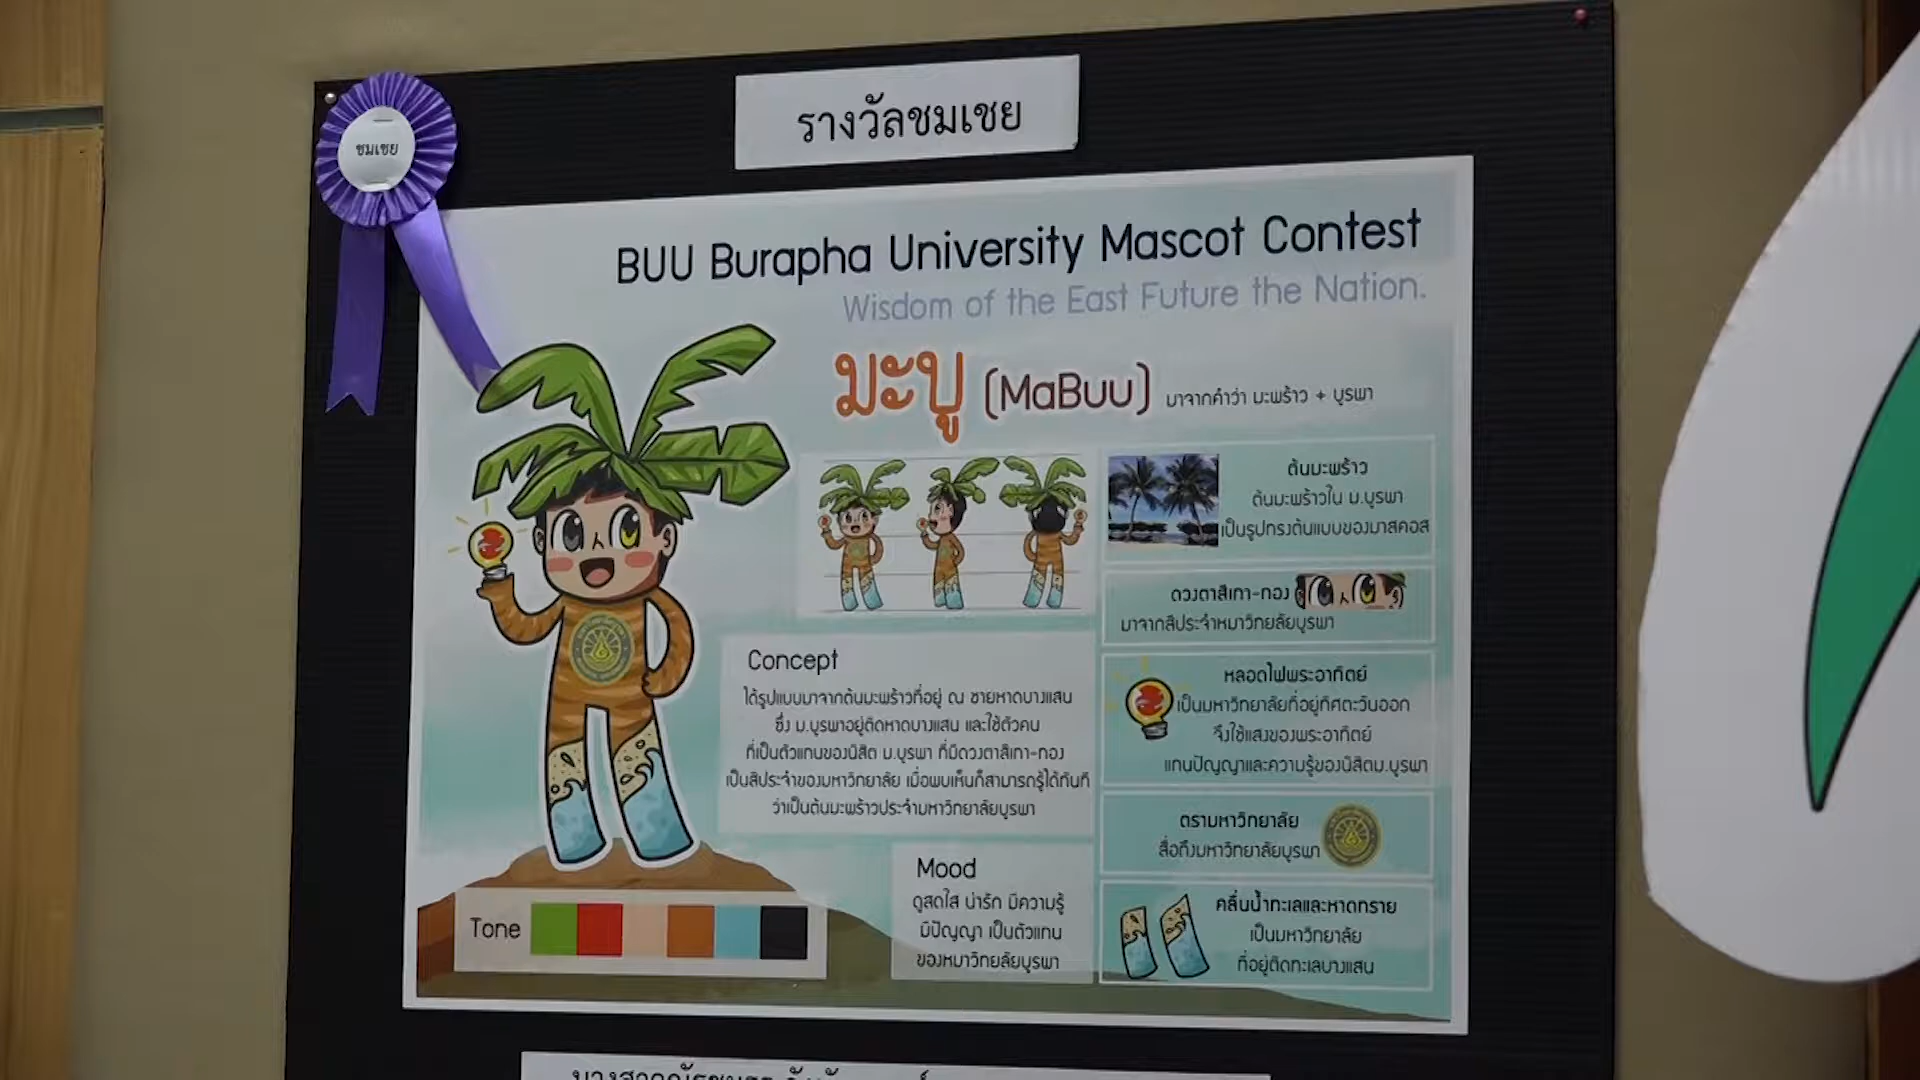 รางวัลชมเชย
ชมเชย
BUU Burapha University Mascot Contest
Wisdom of the East Future the Nation.
มะบู (MaBuu) มาจากคำว่า มะพร้าว + บูรพา
ต้นมะพร้าว
ต้นมะพร้าวใน ม.บูรพา
เป็นรูปทรงต้นแบบของมาสคอส
ดวงตาสีเทา-ทอง
มาจากสีประจำหมาวิทยลัยบูรพา
หลอดไฟพระอาทิตย์
เป็นมหาวิทยาลัยที่อยู่ทิศตะวันออก
จึงใช้แสงของพระอาทิตย์
แทนปัญญาและความรู้ของนิสิตม.บูรพา
ตรามหาวิทยาลัย
สื่อถึงมหาวิทยาลัยบูรพา
คลื่นน้ำทะเลและหาดทราย
เป็นมหาวิทยาลัย
ที่อยู่ติดทะเลบางแสน
Concept
ได้รูปแบบมาจากต้นมะพร้าวที่อยู่ ณ ชายหาดบางแสน
ซึ่ง ม.บูรพาอยู่ติดหาดบางแสน และใช้ตัวคน
ที่เป็นตัวแทนของนิสิต ม.บูรพา ที่มีดวงตาสีเทา-ทอง
เป็นสีประจำของมหาวิทยาลัย เมื่อพบเห็นก็สามารถรู้ได้ทันที
ว่าเป็นต้นมะพร้าวประจำมหาวิทยาลัยบูรพา
Mood
ดูสดใส น่ารัก มีความรู้
มีปัญญา เป็นตัวแทน
ของหมาวิทยลัยบูรพา
Tone